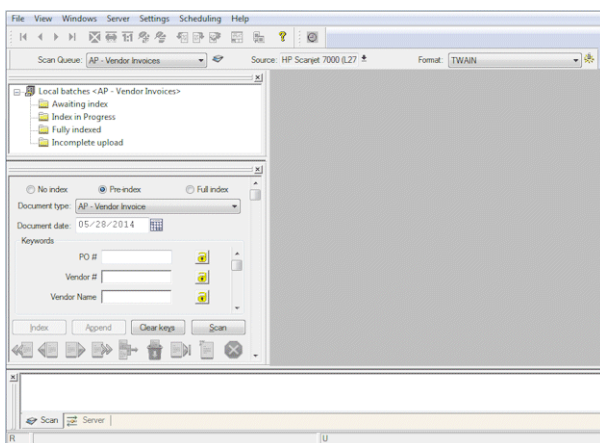 File View Windows Server Settings Scheduling Help
1:1 ?
Scan Queue: AP - Vendor Invoices Source: HP Scanjet 7000 (L27 Format: TWAIN
Local batches <AP - Vendor Invoices>
Awaiting index
Index in Progress
Fully indexed
Incomplete upload
No index Pre-index Full index
Document type: AP - Vendor Invoice
Document date: 05/28/2014
Keywords
PO #
Vendor #
Vendor Name
Index Append Clear keys Scan
Scan Server
R U